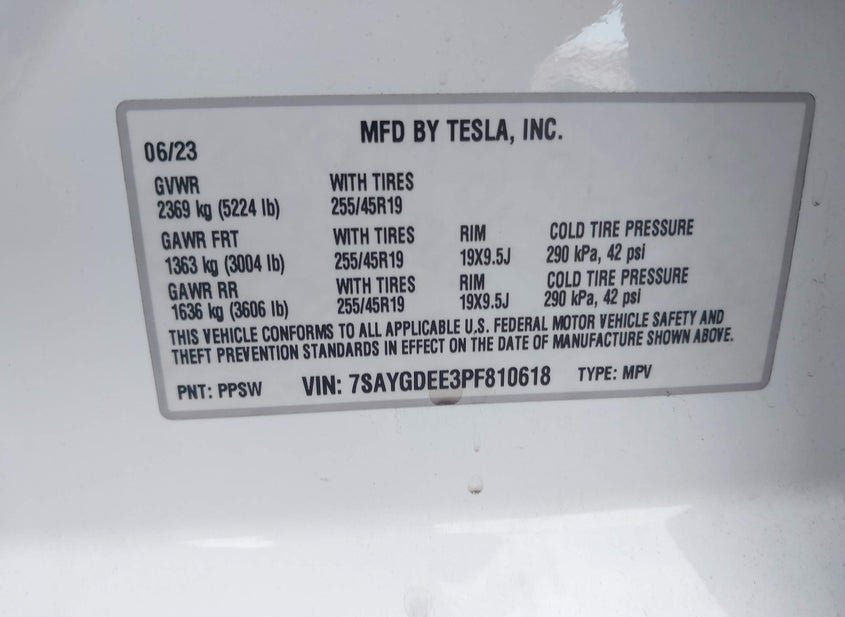 MFD BY TESLA, INC.
06/23
GVWR WITH TIRES
2369 kg (5224 lb) 255/45R19
GAWR FRT WITH TIRES RIM COLD TIRE PRESSURE
1363 kg (3004 lb) 255/45R19 19X9.5J 290 kPa, 42 psi
GAWR RR WITH TIRES RIM COLD TIRE PRESSURE
1636 kg (3606 lb) 255/45R19 19X9.5J 290 kPa, 42 psi
THIS VEHICLE CONFORMS TO ALL APPLICABLE U.S. FEDERAL MOTOR VEHICLE SAFETY AND
THEFT PREVENTION STANDARDS IN EFFECT ON THE DATE OF MANUFACTURE SHOWN ABOVE.
PNT: PPSW VIN: 7SAYGDEE3PF810618 TYPE: MPV